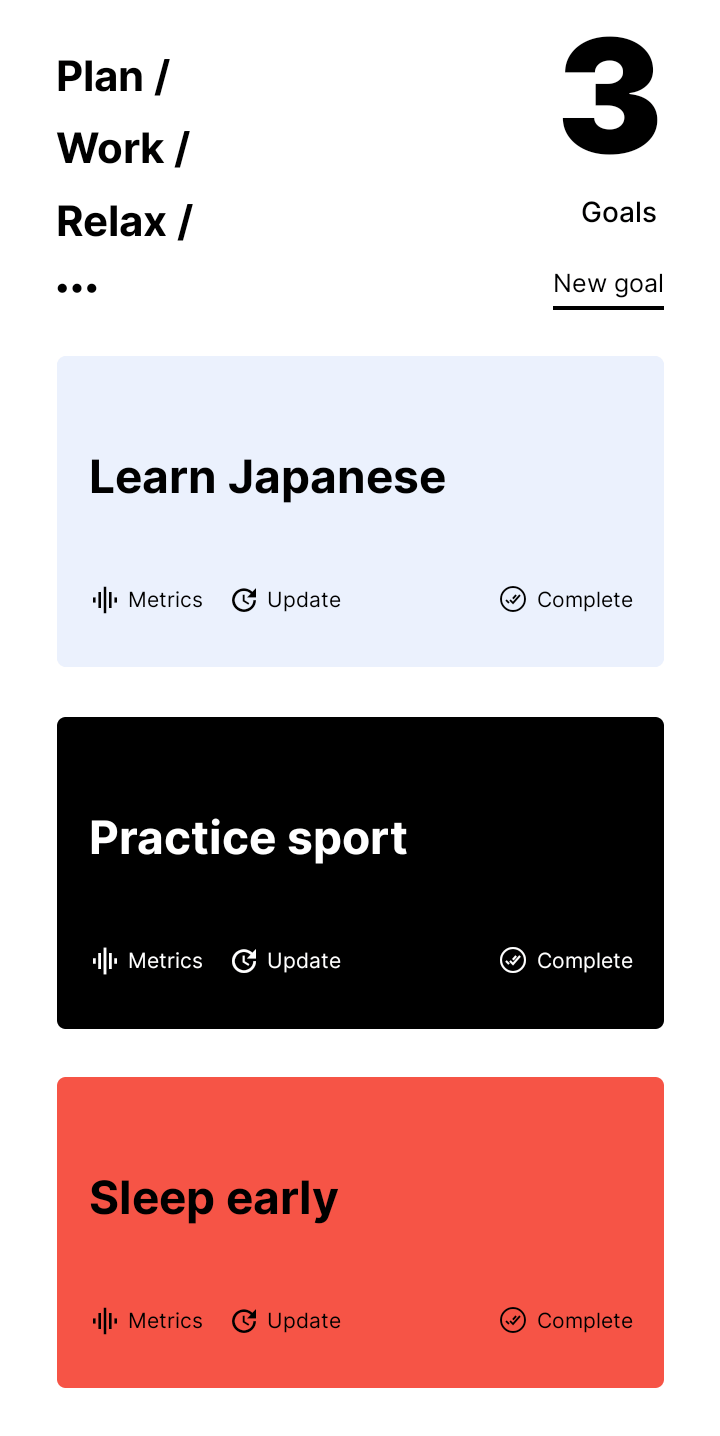 Plan /
Work /
Relax /
•••
3
Goals
New goal
Learn Japanese
Metrics Update Complete
Practice sport
Metrics Update Complete
Sleep early
Metrics Update Complete